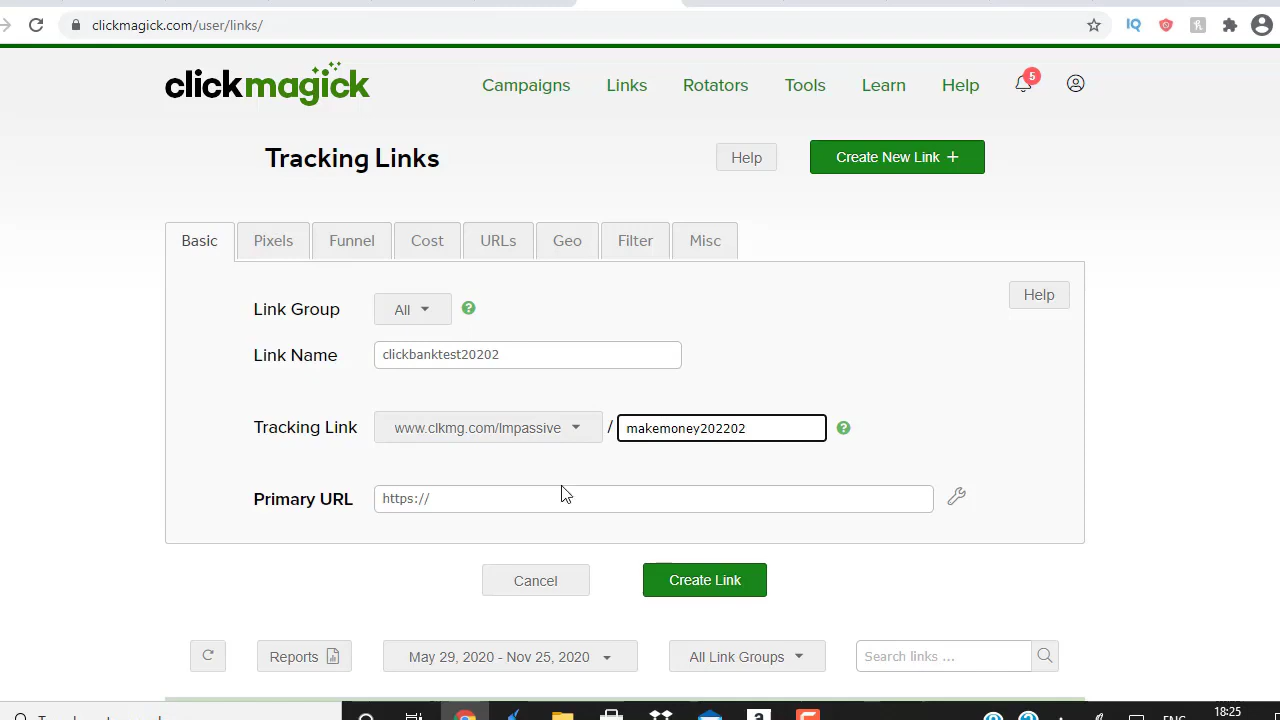 clickmagick.com/user/links/
IQ
clickmagick
Campaigns Links Rotators Tools Learn Help 5
Tracking Links Help Create New Link +
Basic Pixels Funnel Cost URLs Geo Filter Misc
Help
Link Group All ?
Link Name clickbanktest20202
Tracking Link www.clkmg.com/Impassive / makemoney202202 ?
Primary URL https://
Cancel Create Link
Reports May 29, 2020 - Nov 25, 2020 All Link Groups Search links ...
18:25
ENG